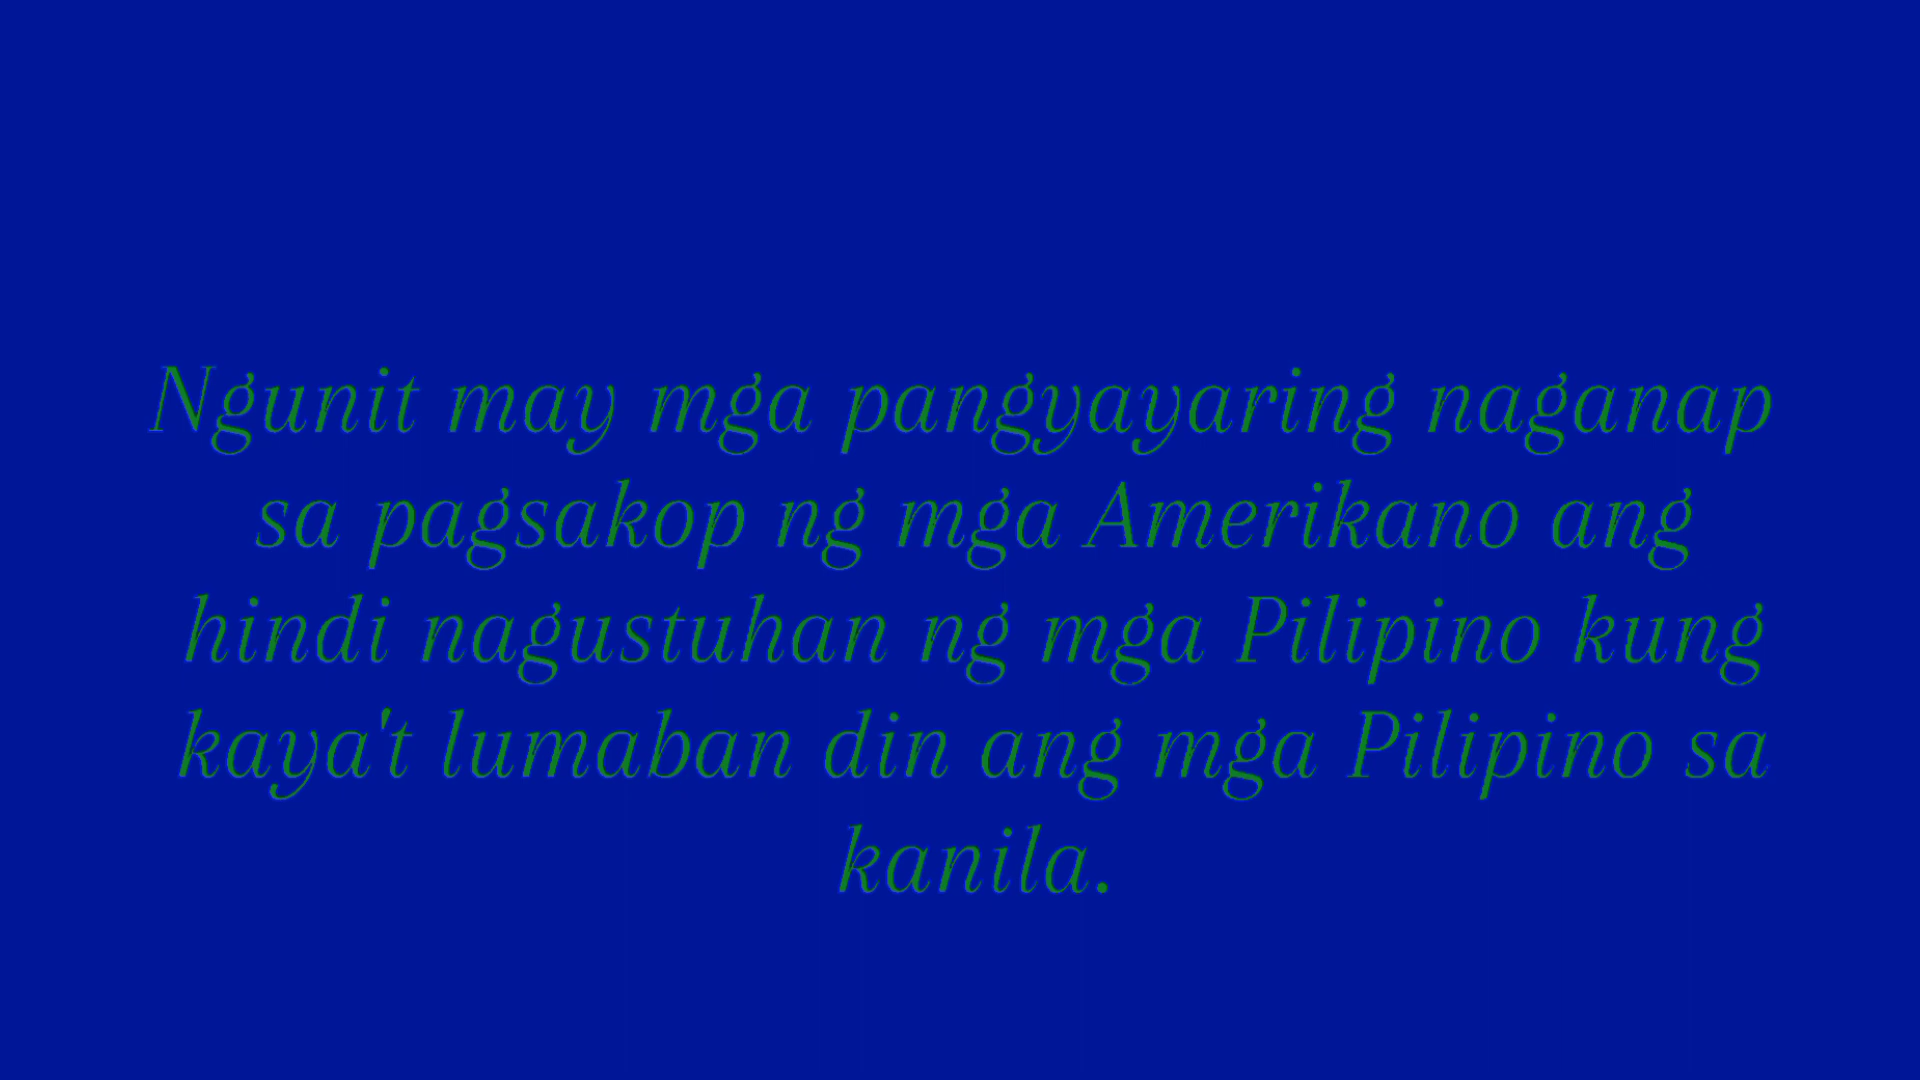 Ngunit may mga pangyayaring naganap
sa pagsakop ng mga Amerikano ang
hindi nagustuhan ng mga Pilipino kung
kaya't lumaban din ang mga Pilipino sa
kanila.